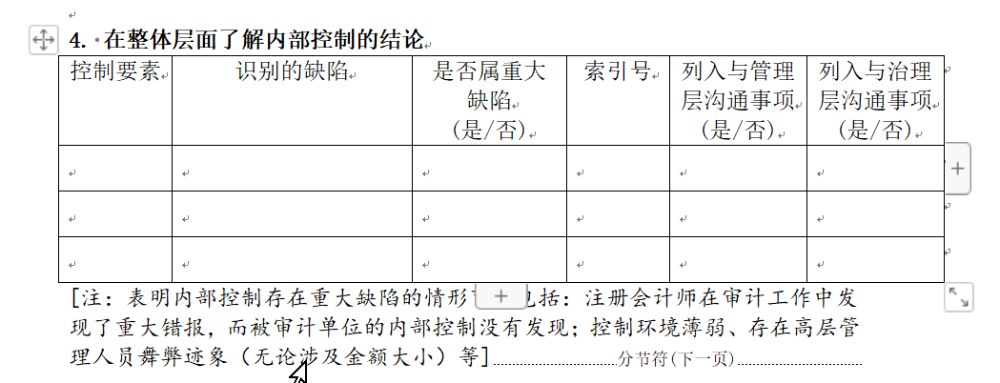 4. 在整体层面了解内部控制的结论
控制要素
识别的缺陷
是否属重大
缺陷
(是/否)
索引号
列入与管理
层沟通事项
(是/否)
列入与治理
层沟通事项
(是/否)
[注：表明内部控制存在重大缺陷的情形 包括：注册会计师在审计工作中发
现了重大错报，而被审计单位的内部控制没有发现；控制环境薄弱、存在高层管
理人员舞弊迹象（无论涉及金额大小）等]分节符(下一页)